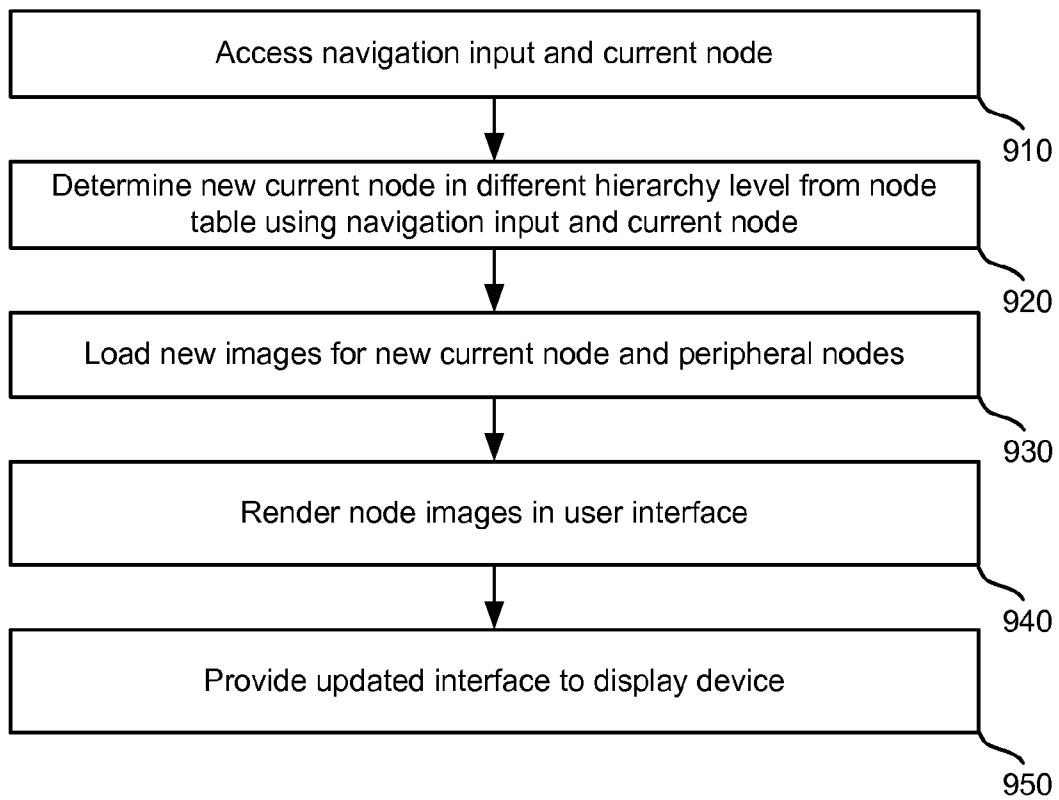 Access navigation input and current node
910
Determine new current node in different hierarchy level from node
table using navigation input and current node
920
Load new images for new current node and peripheral nodes
930
Render node images in user interface
940
Provide updated interface to display device
950